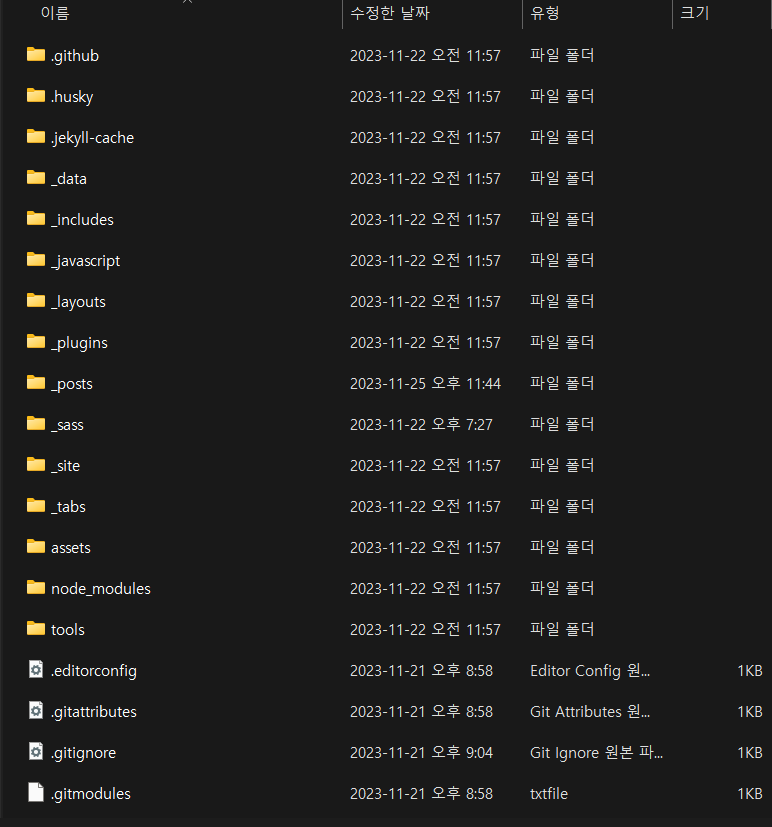 이름 수정한 날짜 유형 크기
.github 2023-11-22 오전 11:57 파일 폴더
.husky 2023-11-22 오전 11:57 파일 폴더
.jekyll-cache 2023-11-22 오전 11:57 파일 폴더
_data 2023-11-22 오전 11:57 파일 폴더
_includes 2023-11-22 오전 11:57 파일 폴더
_javascript 2023-11-22 오전 11:57 파일 폴더
_layouts 2023-11-22 오전 11:57 파일 폴더
_plugins 2023-11-22 오전 11:57 파일 폴더
_posts 2023-11-25 오후 11:44 파일 폴더
_sass 2023-11-22 오후 7:27 파일 폴더
_site 2023-11-22 오전 11:57 파일 폴더
_tabs 2023-11-22 오전 11:57 파일 폴더
assets 2023-11-22 오전 11:57 파일 폴더
node_modules 2023-11-22 오전 11:57 파일 폴더
tools 2023-11-22 오전 11:57 파일 폴더
.editorconfig 2023-11-21 오후 8:58 Editor Config 원... 1KB
.gitattributes 2023-11-21 오후 8:58 Git Attributes 원... 1KB
.gitignore 2023-11-21 오후 9:04 Git Ignore 원본 파... 1KB
.gitmodules 2023-11-21 오후 8:58 txtfile 1KB